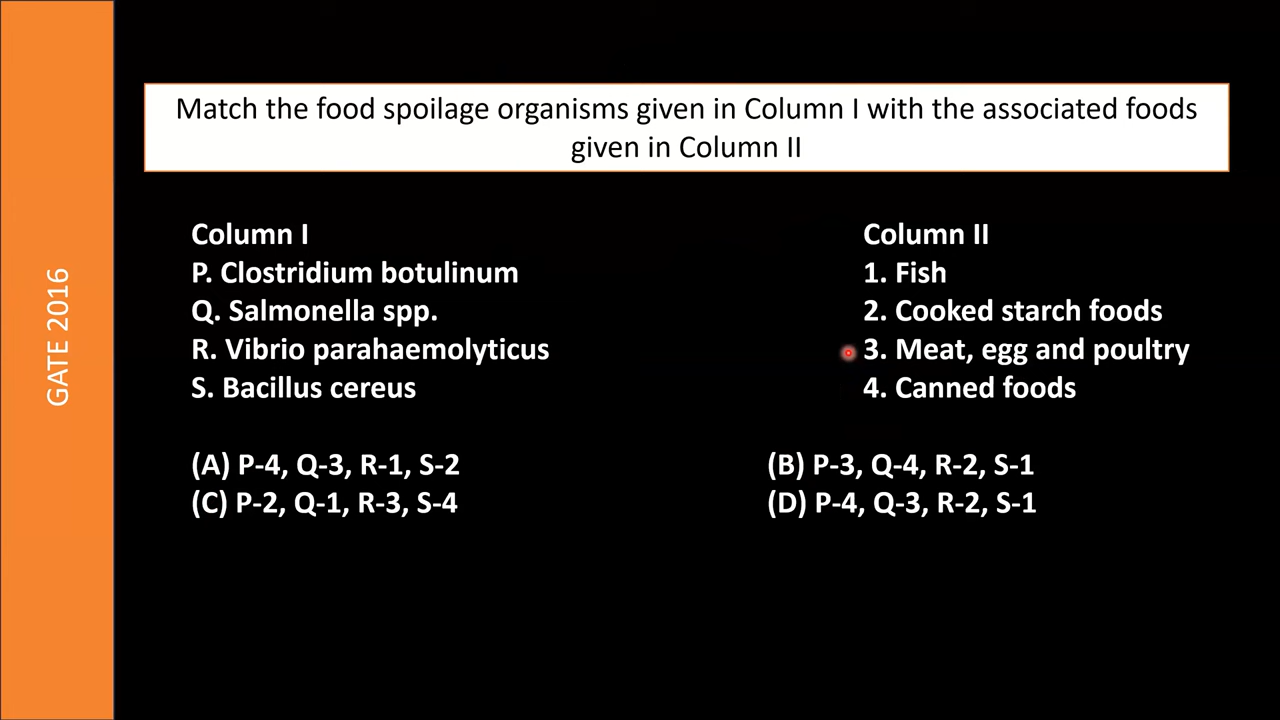 GATE 2016
Match the food spoilage organisms given in Column I with the associated foods
given in Column II
Column I
P. Clostridium botulinum
Q. Salmonella spp.
R. Vibrio parahaemolyticus
S. Bacillus cereus
Column II
1. Fish
2. Cooked starch foods
3. Meat, egg and poultry
4. Canned foods
(A) P-4, Q-3, R-1, S-2
(B) P-3, Q-4, R-2, S-1
(C) P-2, Q-1, R-3, S-4
(D) P-4, Q-3, R-2, S-1